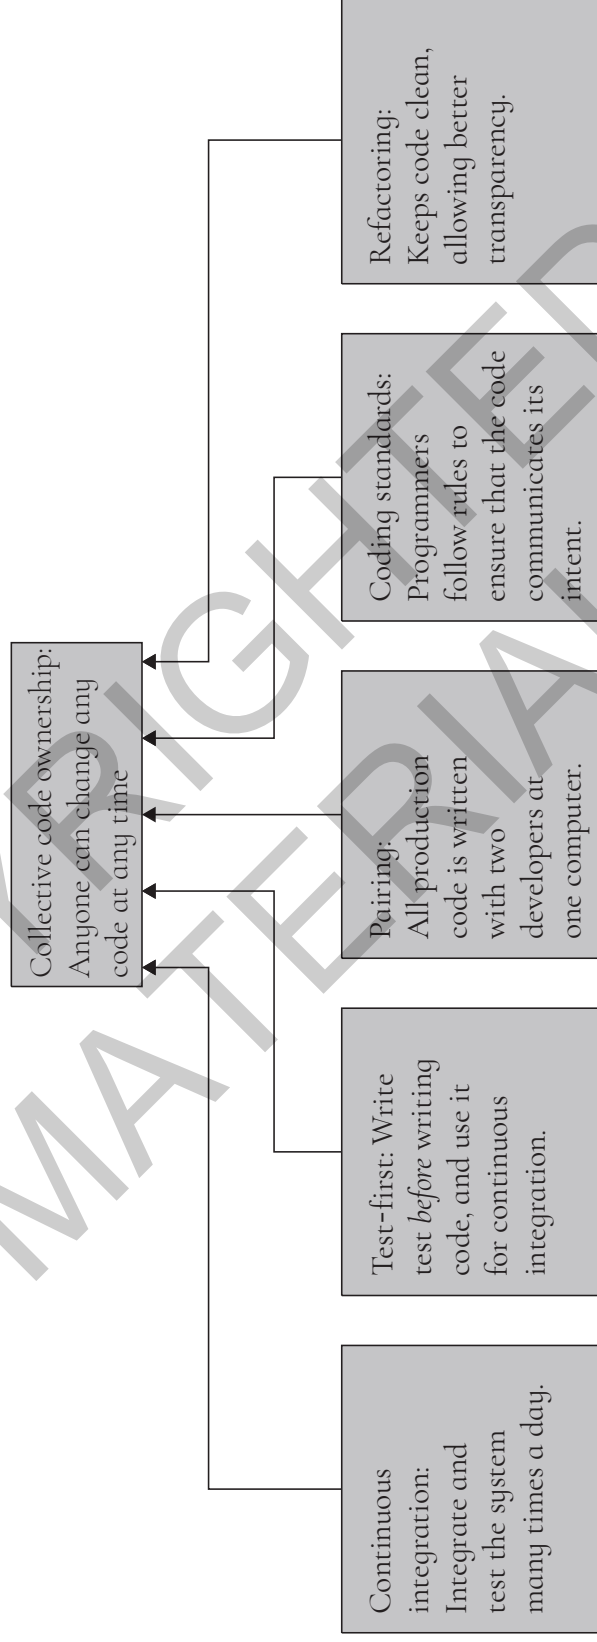 Collective code ownership:
Anyone can change any
code at any time
Continuous
integration:
Integrate and
test the system
many times a day.
Test-first: Write
test before writing
code, and use it
for continuous
integration.
Pairing:
All production
code is written
with two
developers at
one computer.
Coding standards:
Programmers
follow rules to
ensure that the code
communicates its
intent.
Refactoring:
Keeps code clean,
allowing better
transparency.
YRIGHTED
MATERIAL